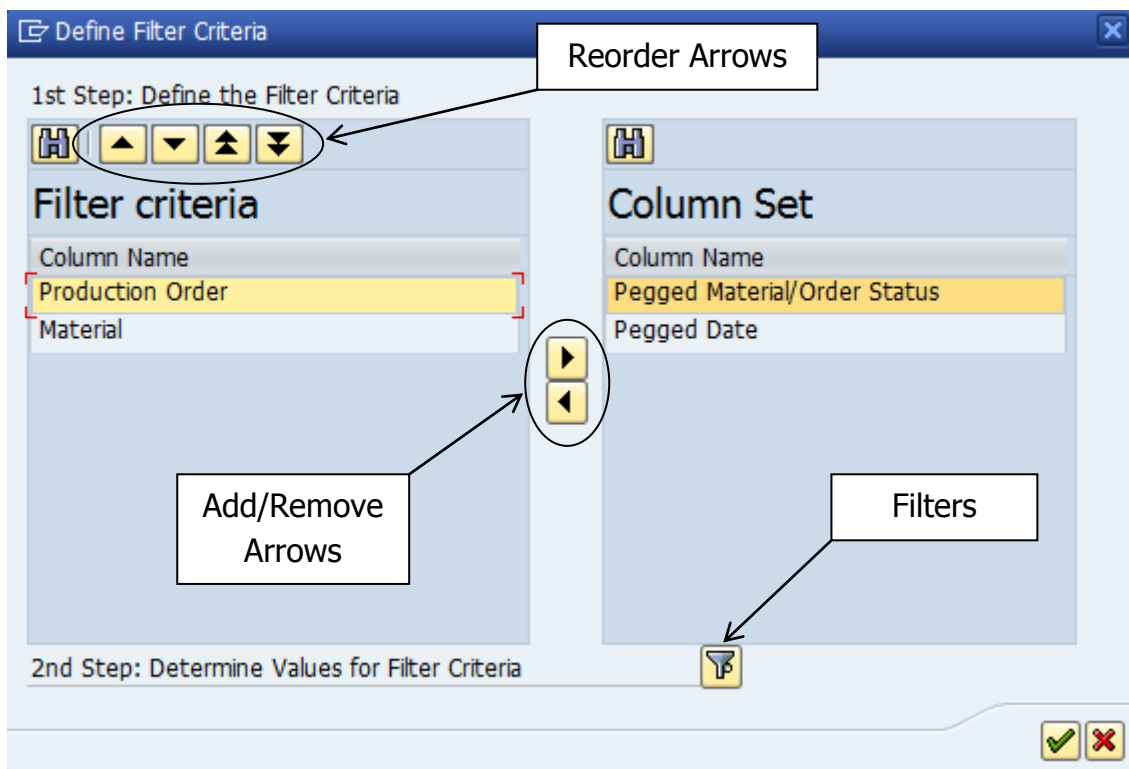 Define Filter Criteria
Reorder Arrows
1st Step: Define the Filter Criteria
Filter criteria
Column Set
Column Name
Column Name
Production Order
Pegged Material/Order Status
Material
Pegged Date
Add/Remove
Arrows
Filters
2nd Step: Determine Values for Filter Criteria